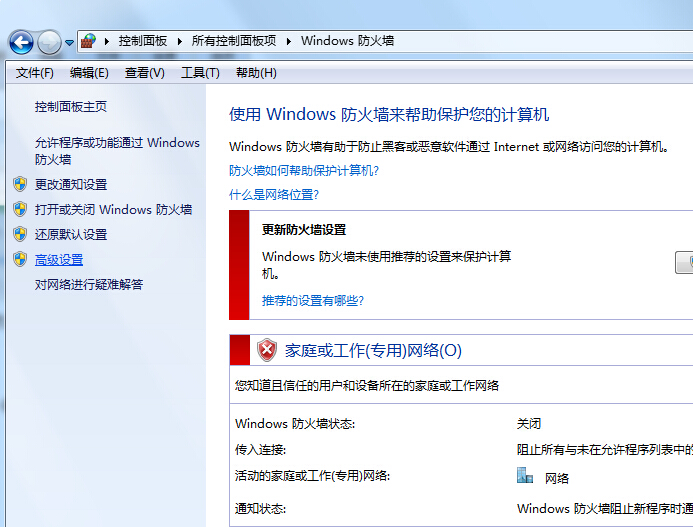 控制面板 ▸ 所有控制面板项 ▸ Windows 防火墙
文件(F) 编辑(E) 查看(V) 工具(T) 帮助(H)
控制面板主页
允许程序或功能通过 Windows
防火墙
更改通知设置
打开或关闭 Windows 防火墙
还原默认设置
高级设置
对网络进行疑难解答
使用 Windows 防火墙来帮助保护您的计算机
Windows 防火墙有助于防止黑客或恶意软件通过 Internet 或网络访问您的计算机。
防火墙如何帮助保护计算机?
什么是网络位置?
更新防火墙设置
Windows 防火墙未使用推荐的设置来保护计算
机。
推荐的设置有哪些?
家庭或工作(专用)网络(O)
您知道且信任的用户和设备所在的家庭或工作网络
Windows 防火墙状态: 关闭
传入连接: 阻止所有与未在允许程序列表中的
活动的家庭或工作(专用)网络: 网络
通知状态: Windows 防火墙阻止新程序时通